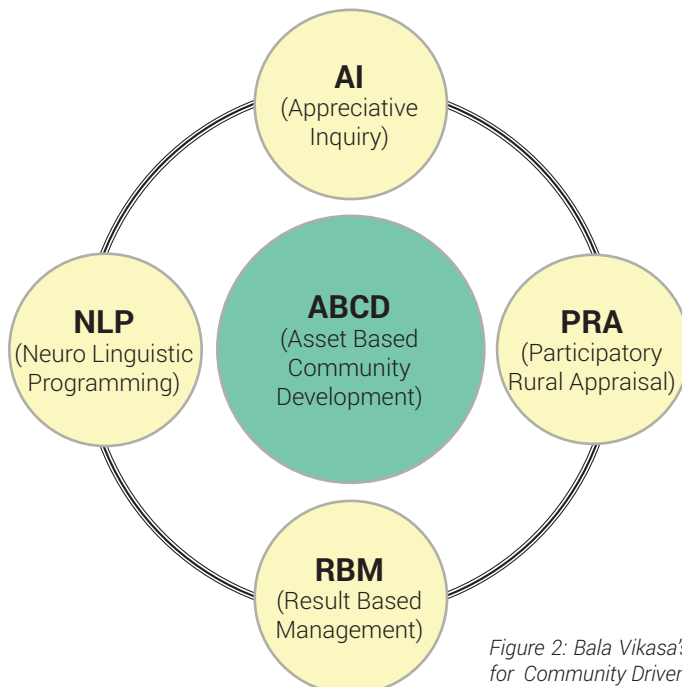 AI
(Appreciative
Inquiry)
ABCD
(Asset Based
Community
Development)
NLP
(Neuro Linguistic
Programming)
PRA
(Participatory
Rural Appraisal)
RBM
(Result Based
Management)
Figure 2: Bala Vikasa's
for Community Driven